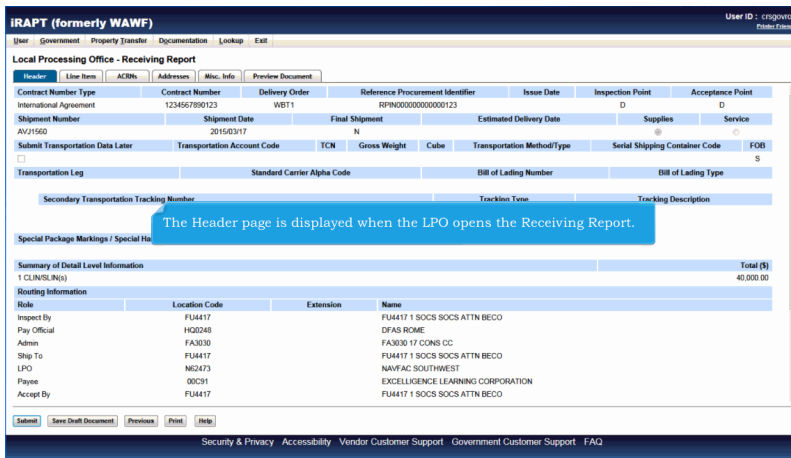 iRAPT (formerly WAWF)
User ID : crsgovro
Printer Frien
User Government Property Transfer Documentation Lookup Exit
Local Processing Office - Receiving Report
Header Line Item ACRNs Addresses Misc. Info Preview Document
Contract Number Type Contract Number Delivery Order Reference Procurement Identifier Issue Date Inspection Point Acceptance Point
International Agreement 1234567890123 WBT1 RPIN000000000000123 D D
Shipment Number Shipment Date Final Shipment Estimated Delivery Date Supplies Service
AVJ1560 2015/03/17 N
Submit Transportation Data Later Transportation Account Code TCN Gross Weight Cube Transportation Method/Type Serial Shipping Container Code FOB
S
Transportation Leg Standard Carrier Alpha Code Bill of Lading Number Bill of Lading Type
Secondary Transportation Tracking Number Tracking Type Tracking Description
The Header page is displayed when the LPO opens the Receiving Report.
Special Package Markings / Special Ha
Summary of Detail Level Information Total ($)
1 CLIN/SLIN(s) 40,000.00
Routing Information
Role Location Code Extension Name
Inspect By FU4417 FU4417 1 SOCS SOCS ATTN BECO
Pay Official HQ0248 DFAS ROME
Admin FA3030 FA3030 17 CONS CC
Ship To FU4417 FU4417 1 SOCS SOCS ATTN BECO
LPO N62473 NAVFAC SOUTHWEST
Payee 00C91 EXCELLIGENCE LEARNING CORPORATION
Accept By FU4417 FU4417 1 SOCS SOCS ATTN BECO
Submit Save Draft Document Previous Print Help
Security & Privacy Accessibility Vendor Customer Support Government Customer Support FAQ